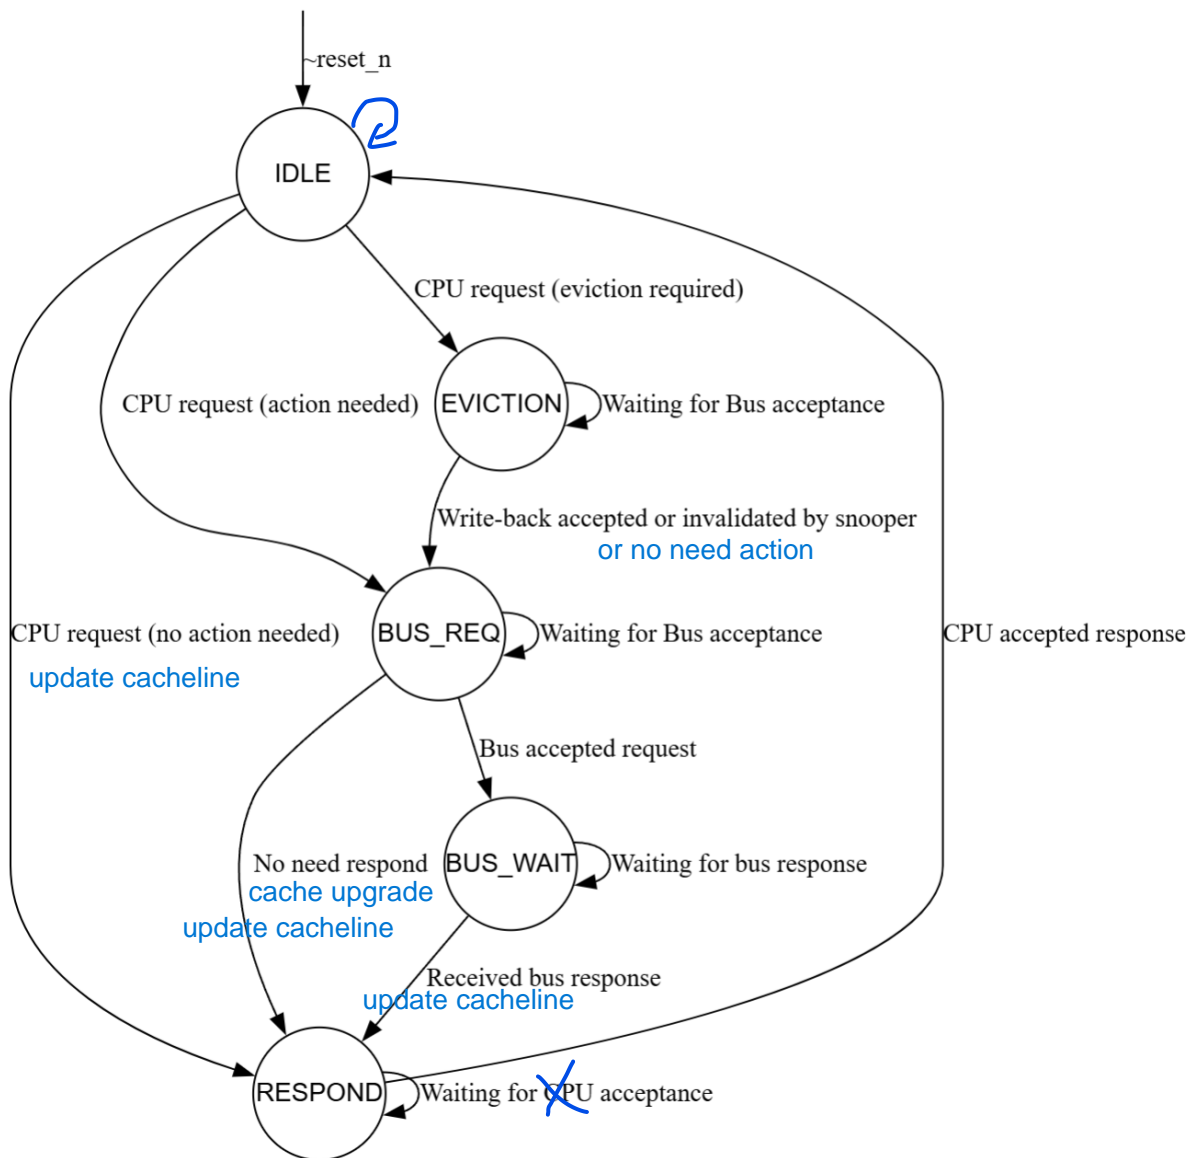 ~reset_n
IDLE
CPU request (eviction required)
CPU request (action needed)
EVICTION
Waiting for Bus acceptance
Write-back accepted or invalidated by snooper
or no need action
CPU request (no action needed)
BUS_REQ
Waiting for Bus acceptance
CPU accepted response
update cacheline
Bus accepted request
No need respond
BUS_WAIT
Waiting for bus response
cache upgrade
update cacheline
Received bus response
update cacheline
RESPOND
Waiting for CPU acceptance